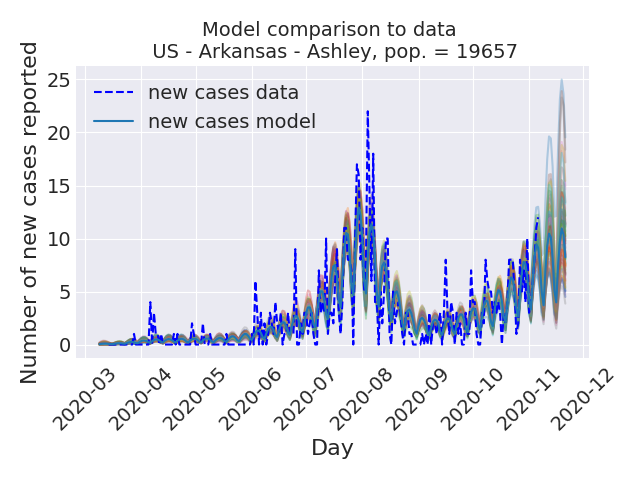 Model comparison to data
US - Arkansas - Ashley, pop. = 19657
Number of new cases reported
25
20
15
10
5
0
new cases data
new cases model
2020-03
2020-04
2020-05
2020-06
2020-07
2020-08
2020-09
2020-10
2020-11
2020-12
Day